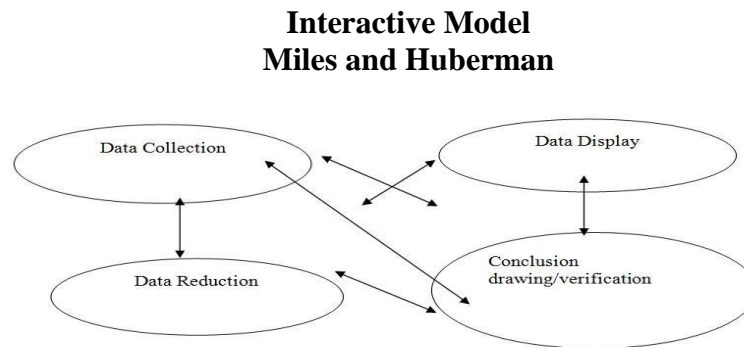 Interactive Model
Miles and Huberman
Data Collection
Data Display
Data Reduction
Conclusion
drawing/verification